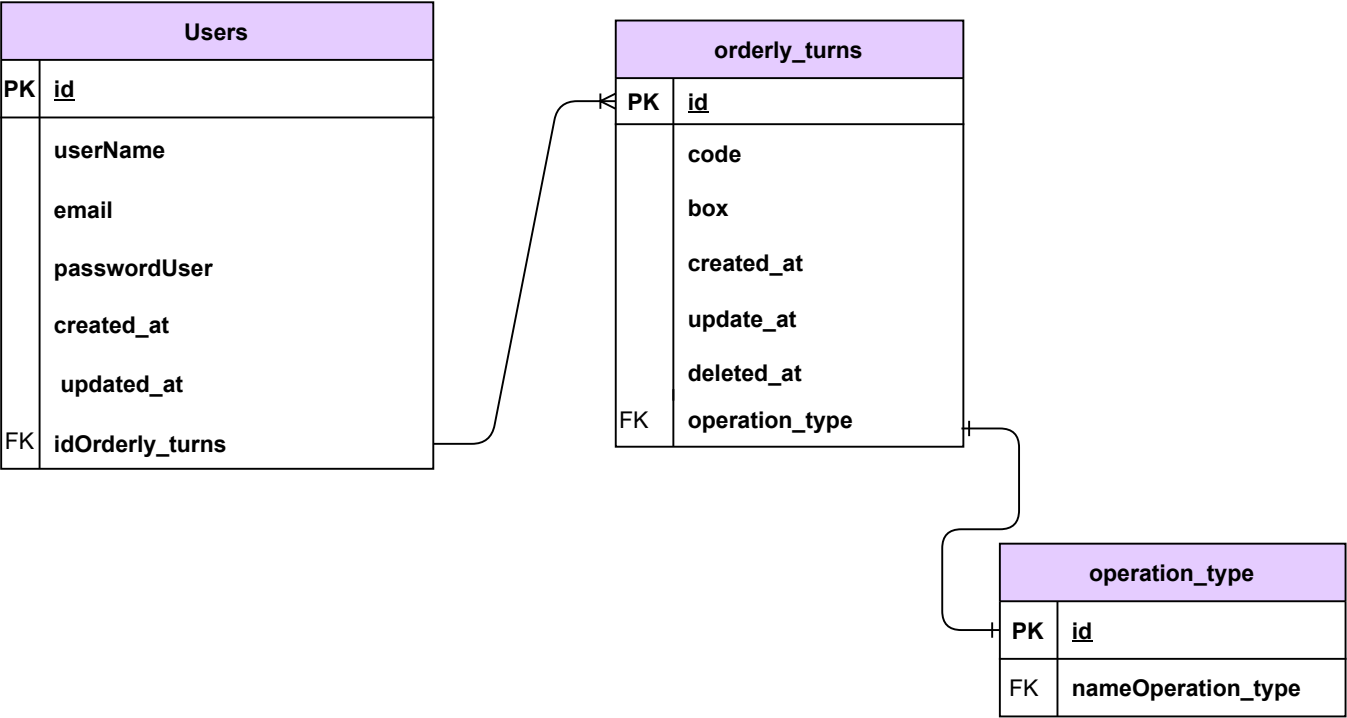 Users
PK id
userName
email
passwordUser
created_at
updated_at
FK idOrderly_turns
orderly_turns
PK id
code
box
created_at
update_at
deleted_at
FK operation_type
operation_type
PK id
FK nameOperation_type